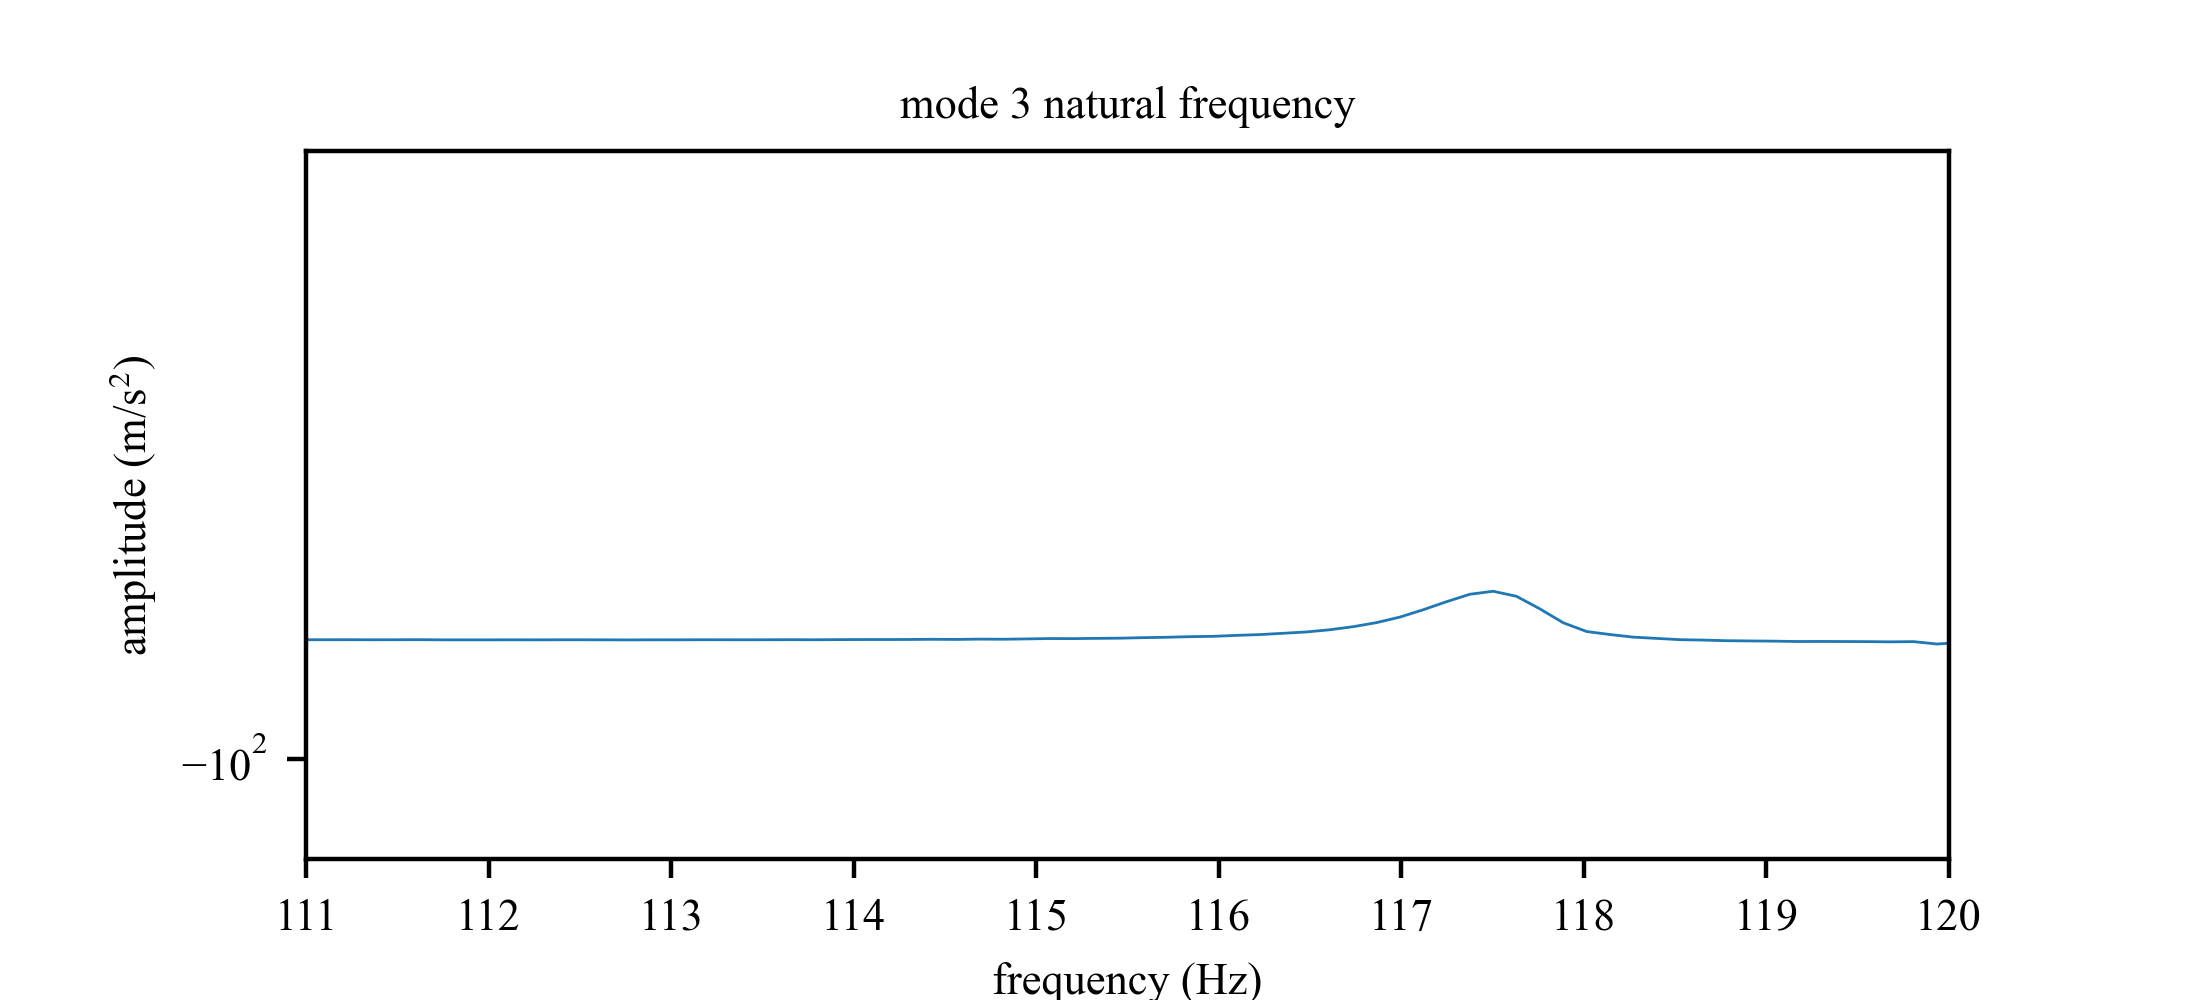 mode 3 natural frequency
amplitude (m/s²)
−10²
111 112 113 114 115 116 117 118 119 120
frequency (Hz)